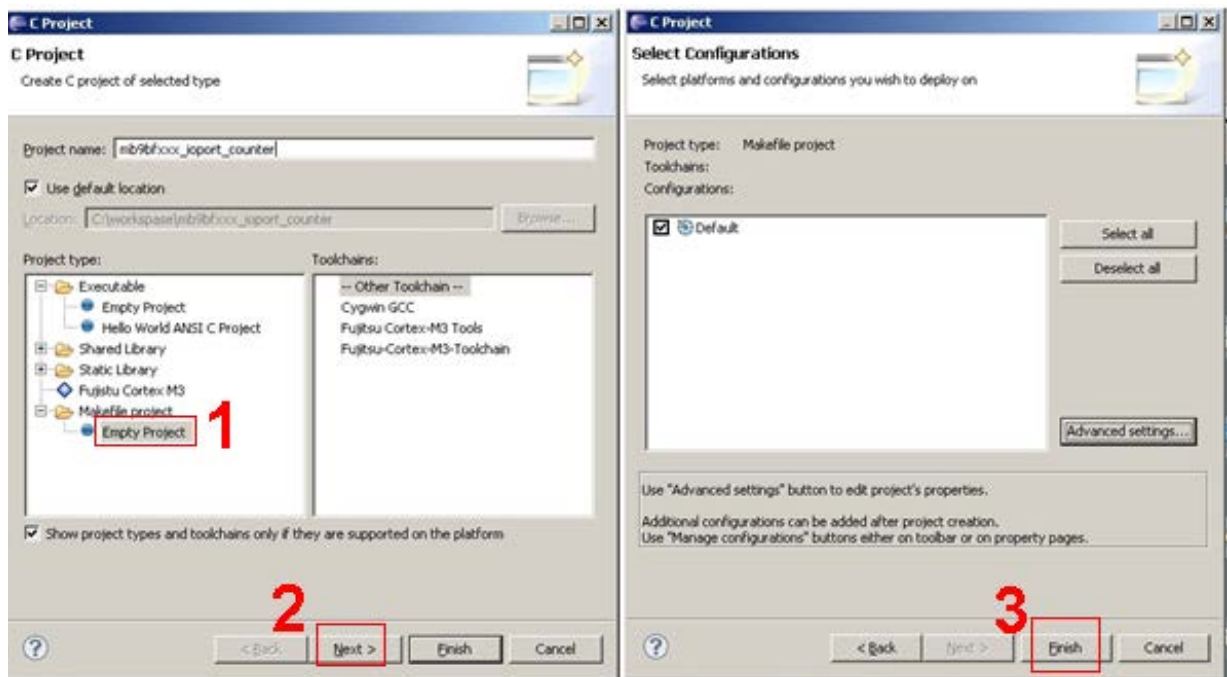 C Project
C Project
Create C project of selected type
Project name: mb9bfxxx_ioport_counter
Use default location
Location: C:\workspase\mb9bfxxx_ioport_counter Browse...
Project type: Toolchains:
Executable
Empty Project
Hello World ANSI C Project
Shared Library
Static Library
Fujistu Cortex M3
Makefile project
Empty Project
1
-- Other Toolchain --
Cygwin GCC
Fujitsu Cortex-M3 Tools
Fujitsu-Cortex-M3-Toolchain
Show project types and toolchains only if they are supported on the platform
2
? < Back Next > Finish Cancel
C Project
Select Configurations
Select platforms and configurations you wish to deploy on
Project type: Makefile project
Toolchains:
Configurations:
Default
Select all
Deselect all
Advanced settings...
Use "Advanced settings" button to edit project's properties.
Additional configurations can be added after project creation.
Use "Manage configurations" buttons either on toolbar or on property pages.
3
? < Back Next > Finish Cancel